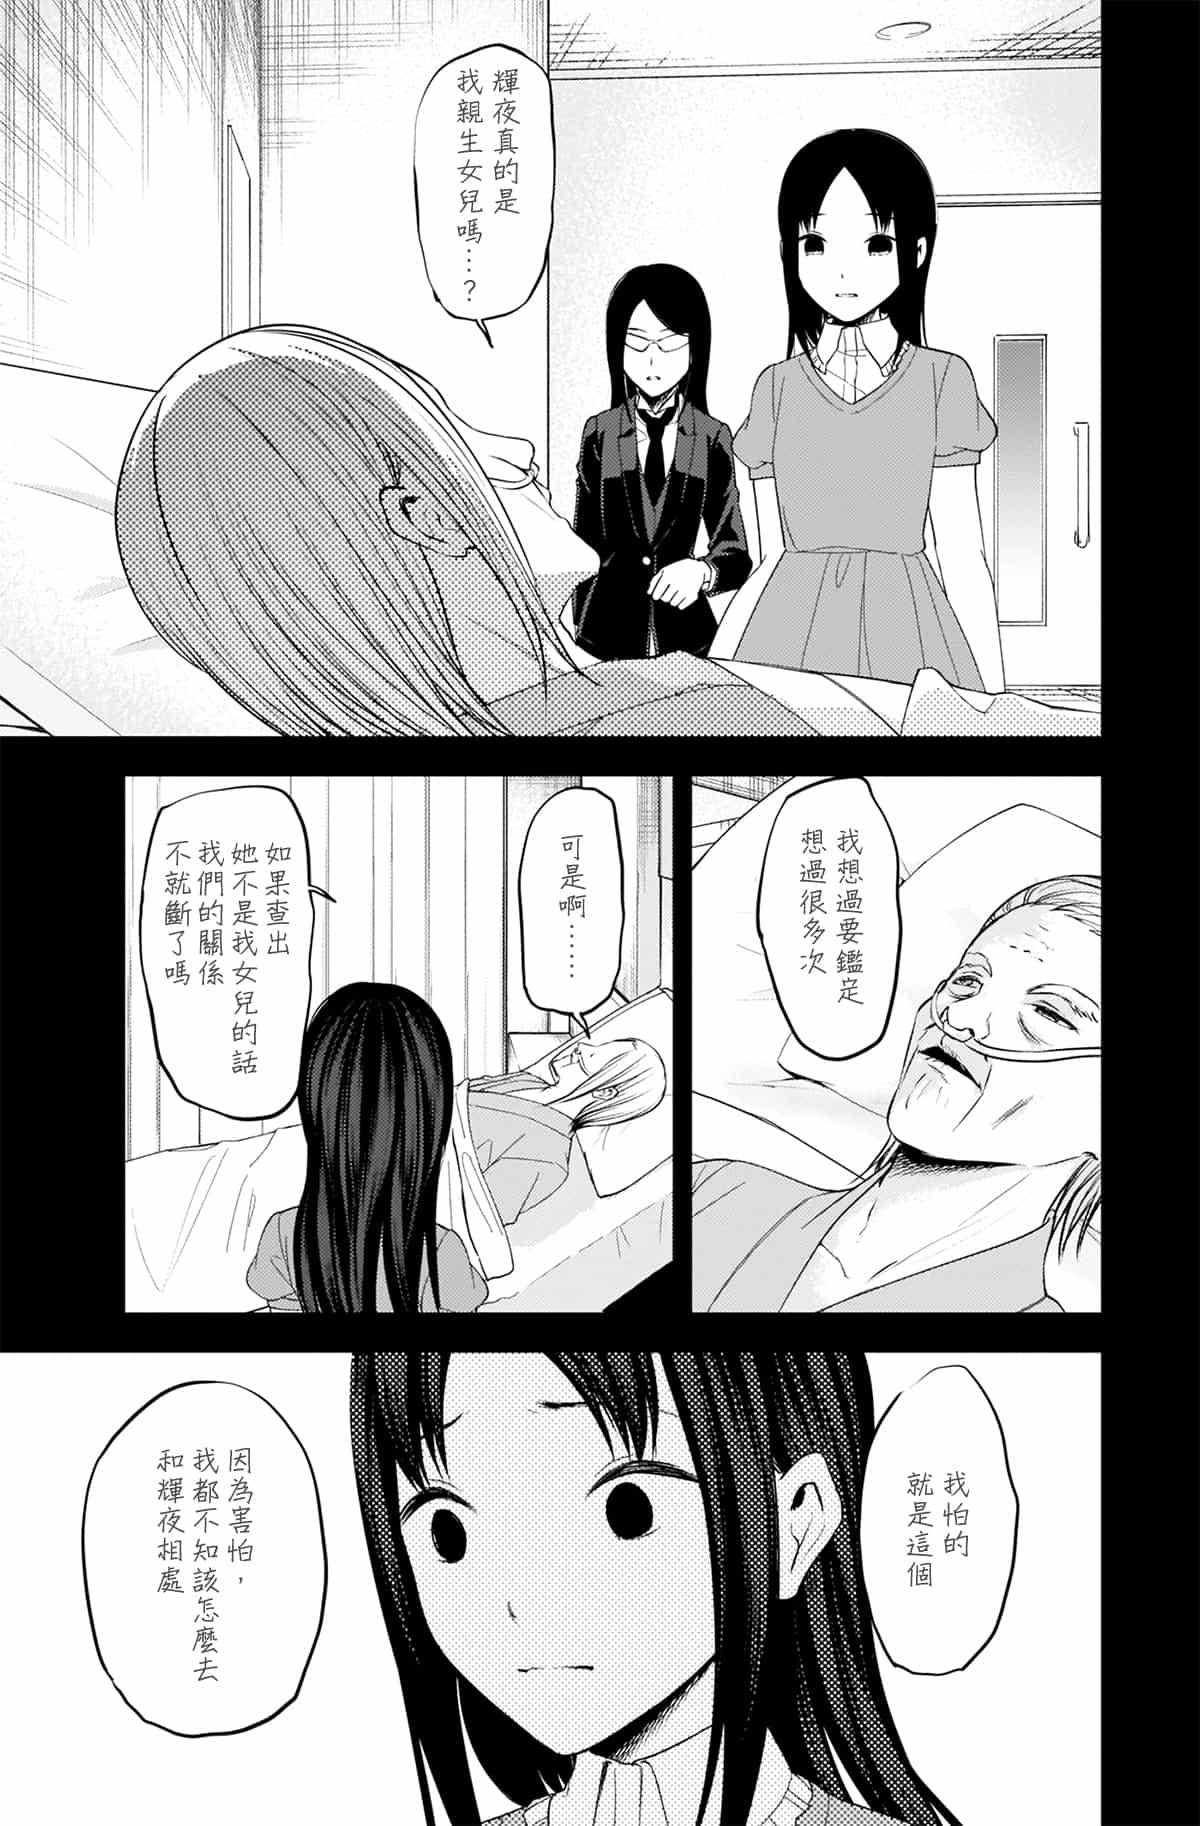 輝夜真的是
我親生女兒嗎⋯⋯?
我想過要鑑定
想過很多次
可是啊⋯⋯
如果查出
她不是我女兒的話
我們的關係
不就斷了嗎
我怕的
就是這個
因為害怕，
我都不知該怎麼去
和輝夜相處